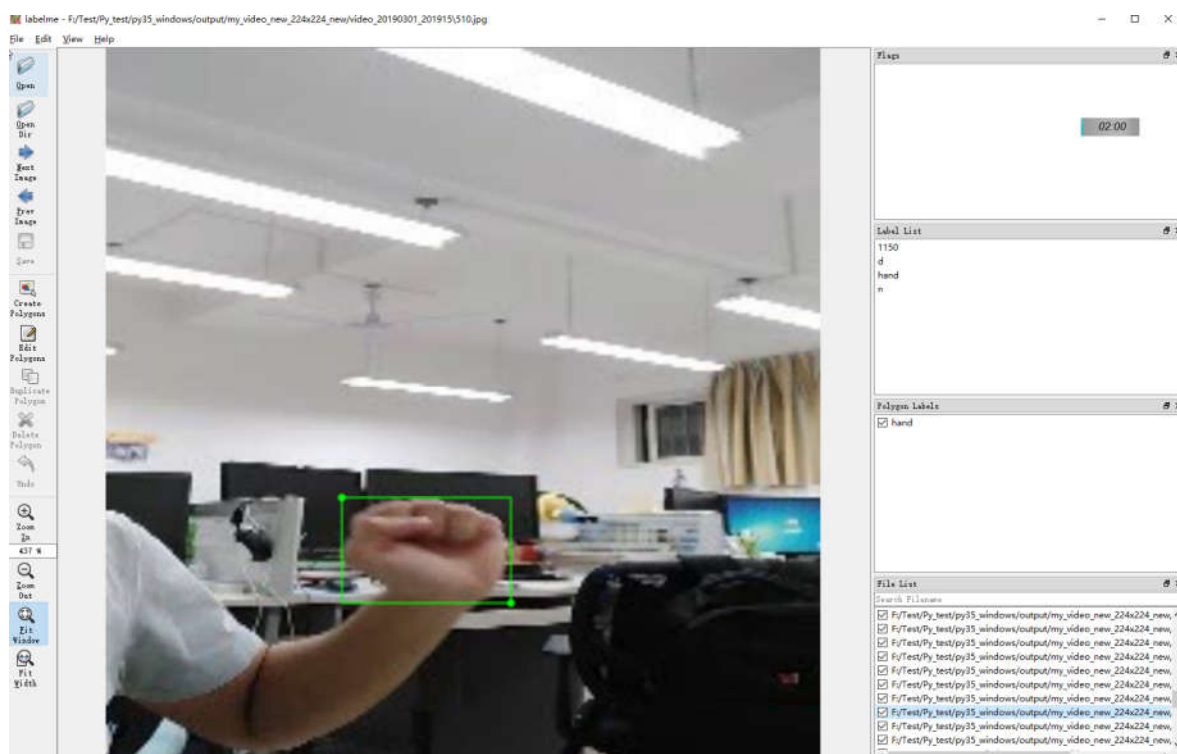 labelme - F:/Test/Py_test/py35_windows/output/my_video_new_224x224_new/video_20190301_201915\510.jpg
File Edit View Help
Open
Open
Dir
Next
Image
Prev
Image
Save
Create
Polygons
Edit
Polygons
Duplicate
Polygon
Delete
Polygon
Undo
Zoom
In
437 %
Zoom
Out
Fit
Window
Fit
Width
Flags
02:00
Label List
1150
d
hand
n
Polygon Labels
hand
File List
Search Filename
F:/Test/Py_test/py35_windows/output/my_video_new_224x224_new,
F:/Test/Py_test/py35_windows/output/my_video_new_224x224_new,
F:/Test/Py_test/py35_windows/output/my_video_new_224x224_new,
F:/Test/Py_test/py35_windows/output/my_video_new_224x224_new,
F:/Test/Py_test/py35_windows/output/my_video_new_224x224_new,
F:/Test/Py_test/py35_windows/output/my_video_new_224x224_new,
F:/Test/Py_test/py35_windows/output/my_video_new_224x224_new,
F:/Test/Py_test/py35_windows/output/my_video_new_224x224_new,
F:/Test/Py_test/py35_windows/output/my_video_new_224x224_new,
F:/Test/Py_test/py35_windows/output/my_video_new_224x224_new,